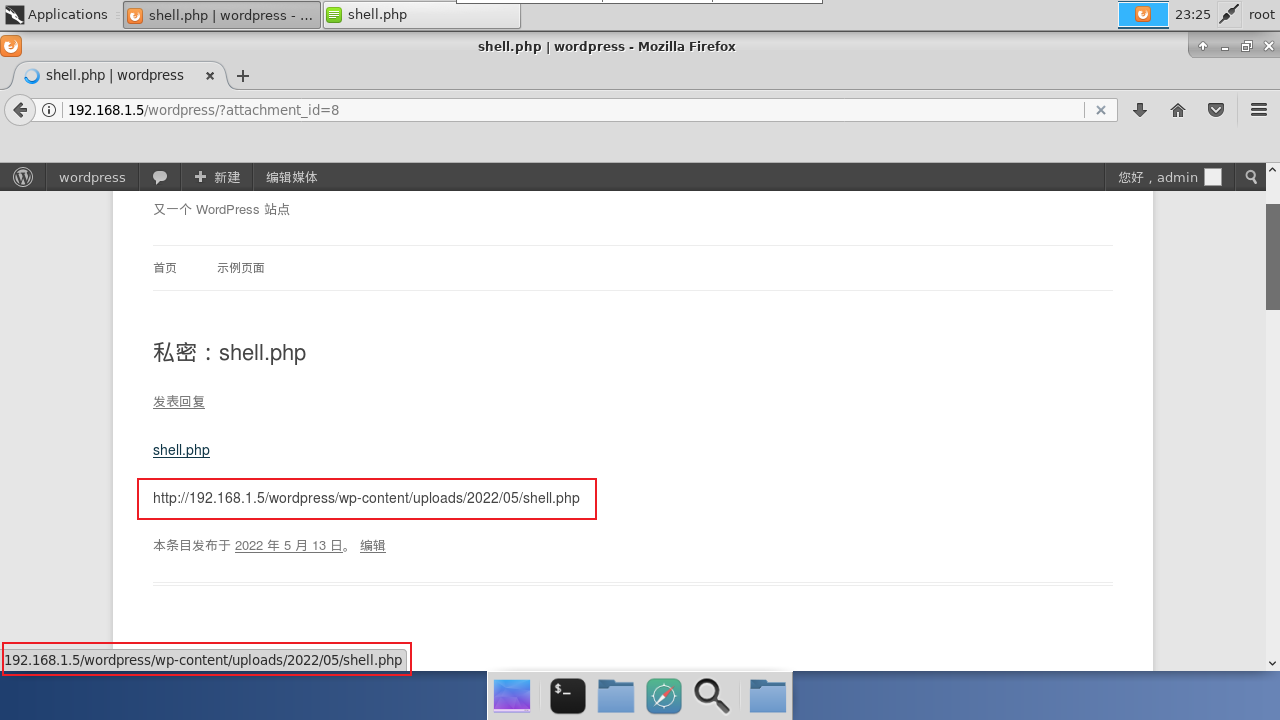 Applications
shell.php | wordpress - ...
shell.php
23:25
root
shell.php | wordpress - Mozilla Firefox
shell.php | wordpress
192.168.1.5/wordpress/?attachment_id=8
wordpress
新建
编辑媒体
您好，admin
又一个 WordPress 站点
首页
示例页面
私密：shell.php
发表回复
shell.php
http://192.168.1.5/wordpress/wp-content/uploads/2022/05/shell.php
本条目发布于 2022 年 5 月 13 日。 编辑
192.168.1.5/wordpress/wp-content/uploads/2022/05/shell.php
$_